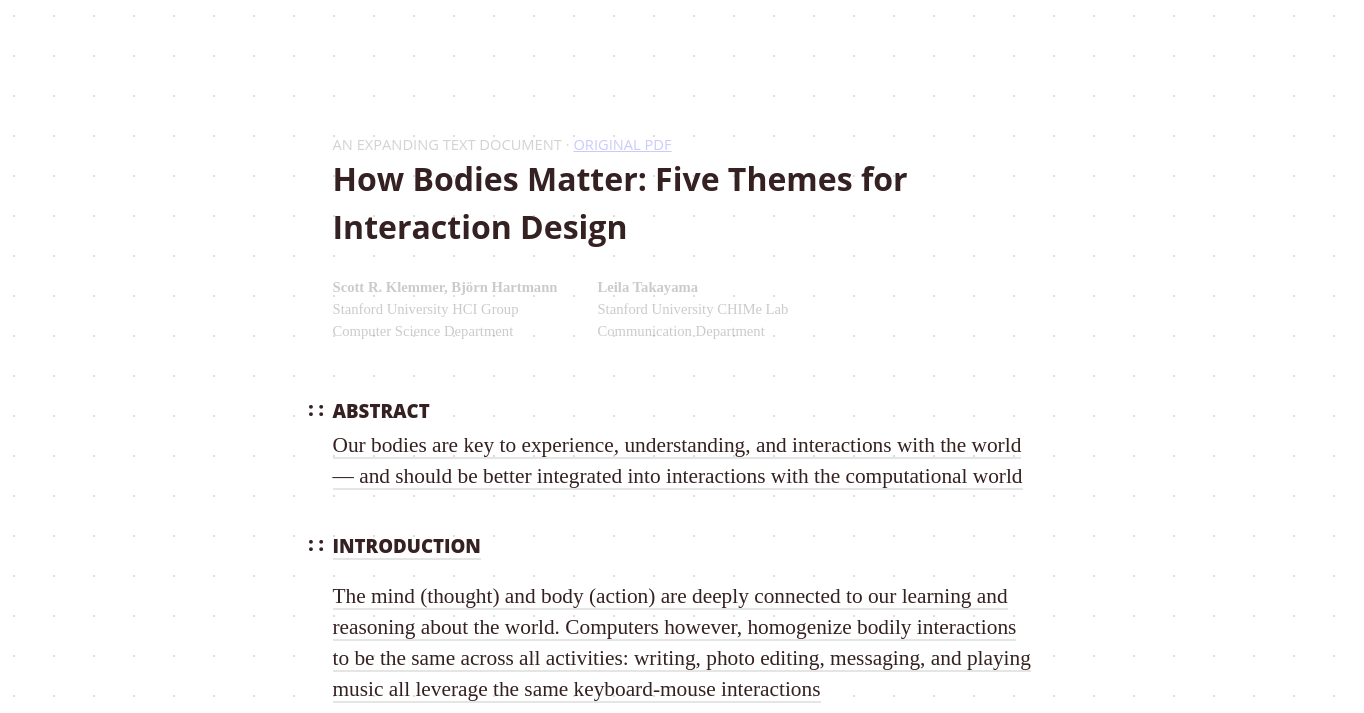 AN EXPANDING TEXT DOCUMENT · ORIGINAL PDF
How Bodies Matter: Five Themes for
Interaction Design
Scott R. Klemmer, Björn Hartmann
Stanford University HCI Group
Computer Science Department
Leila Takayama
Stanford University CHIMe Lab
Communication Department
:: ABSTRACT
Our bodies are key to experience, understanding, and interactions with the world
— and should be better integrated into interactions with the computational world
:: INTRODUCTION
The mind (thought) and body (action) are deeply connected to our learning and
reasoning about the world. Computers however, homogenize bodily interactions
to be the same across all activities: writing, photo editing, messaging, and playing
music all leverage the same keyboard-mouse interactions